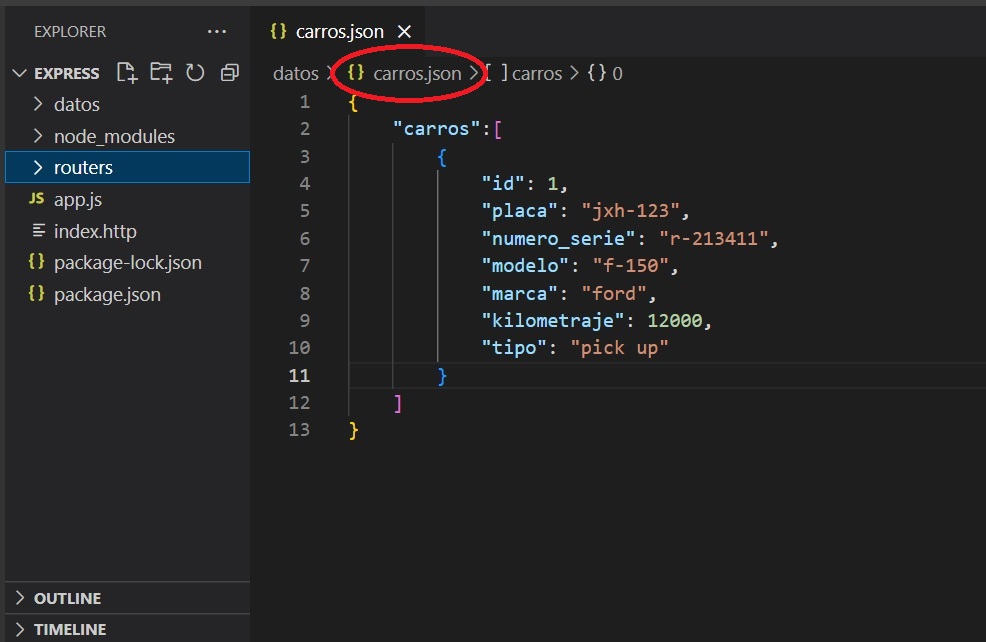 EXPLORER ...
EXPRESS
datos
node_modules
routers
JS app.js
index.http
{} package-lock.json
{} package.json
OUTLINE
TIMELINE
{} carros.json ×
datos > {} carros.json > [ ] carros > {} 0
1 {
2 "carros":[
3 {
4 "id": 1,
5 "placa": "jxh-123",
6 "numero_serie": "r-213411",
7 "modelo": "f-150",
8 "marca": "ford",
9 "kilometraje": 12000,
10 "tipo": "pick up"
11 }
12 ]
13 }